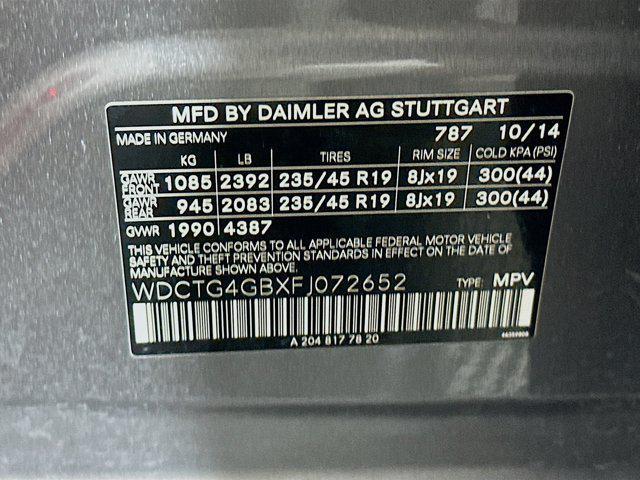 MFD BY DAIMLER AG STUTTGART
MADE IN GERMANY 787 10/14
KG LB TIRES RIM SIZE COLD KPA (PSI)
GAWR FRONT 1085 2392 235/45 R19 8Jx19 300(44)
GAWR REAR 945 2083 235/45 R19 8Jx19 300(44)
GVWR 1990 4387
THIS VEHICLE CONFORMS TO ALL APPLICABLE FEDERAL MOTOR VEHICLE
SAFETY AND THEFT PREVENTION STANDARDS IN EFFECT ON THE DATE
OF MANUFACTURE SHOWN ABOVE.
WDCTG4GBXFJ072652 TYPE: MPV
A 204 817 78 20